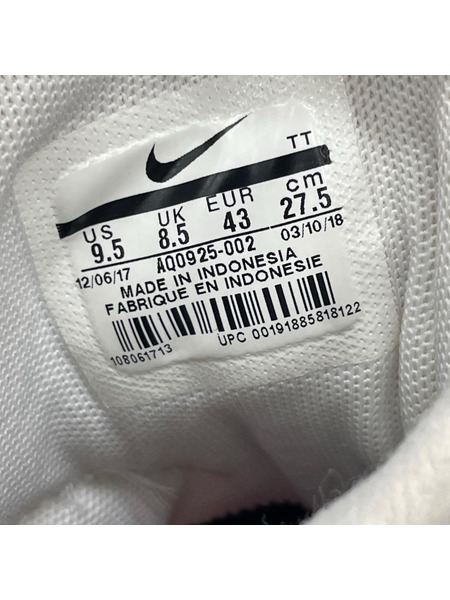 TT
US UK EUR cm
9.5 8.5 43 27.5
12/06/17 AQ0925-002 03/10/18
MADE IN INDONESIA
FABRIQUE EN INDONESIE
108061713 UPC 00191885818122